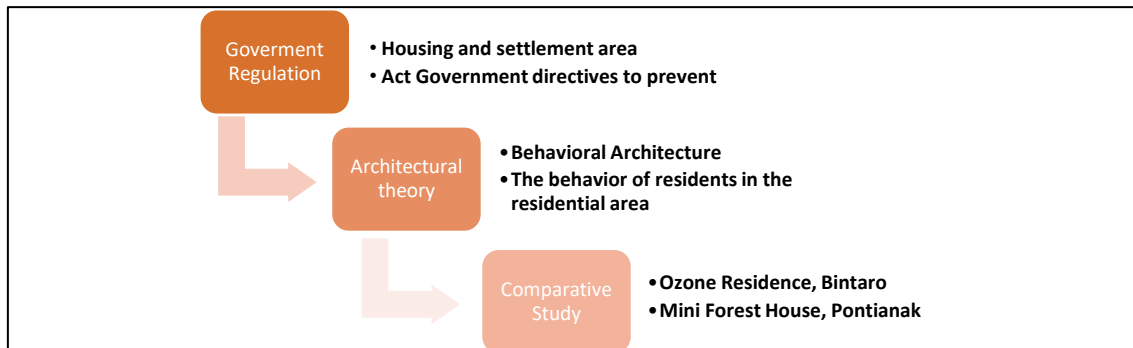 Goverment
Regulation
• Housing and settlement area
• Act Government directives to prevent
Architectural
theory
•Behavioral Architecture
•The behavior of residents in the
residential area
Comparative
Study
•Ozone Residence, Bintaro
•Mini Forest House, Pontianak